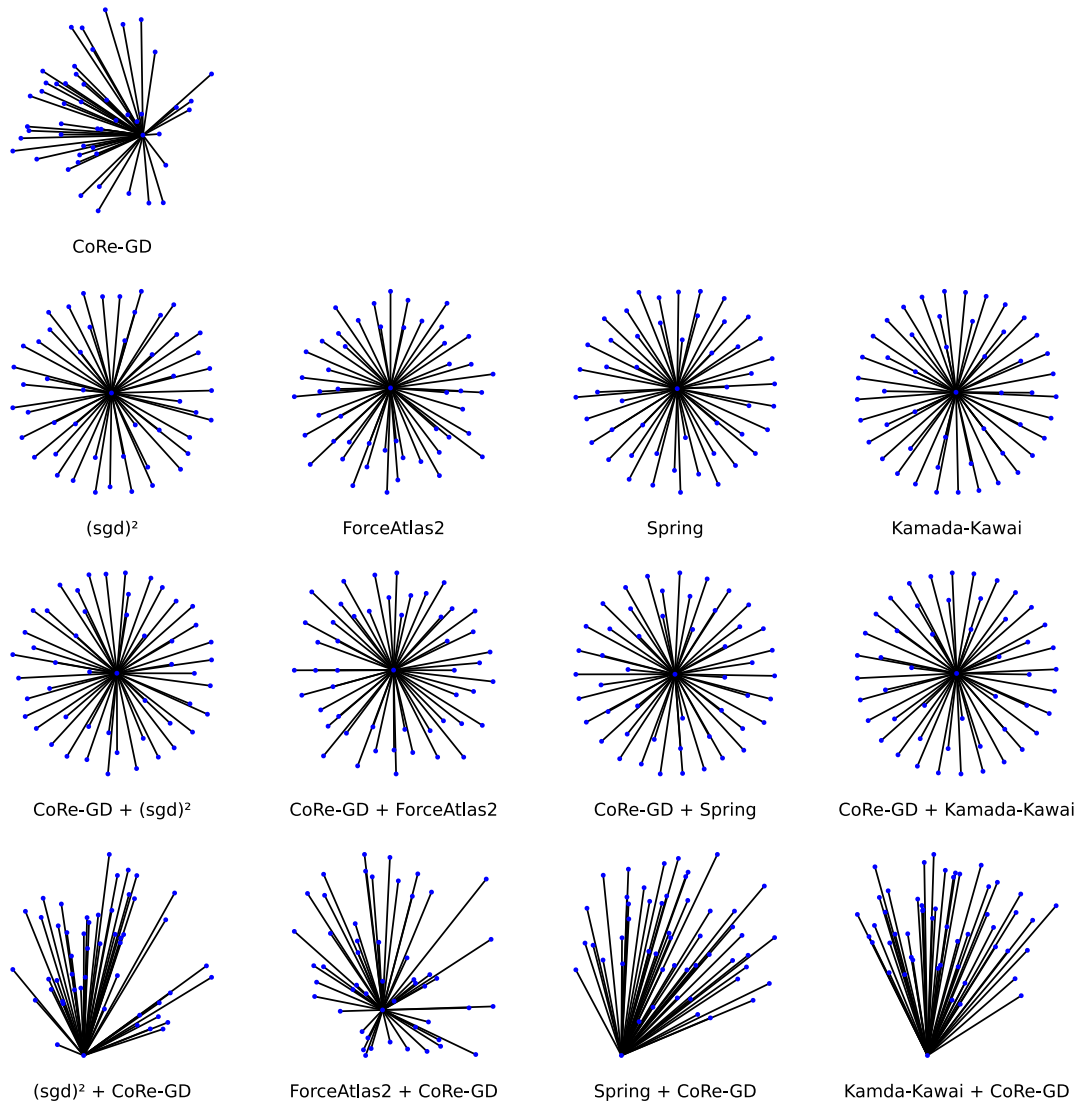 CoRe-GD
(sgd)²
ForceAtlas2
Spring
Kamada-Kawai
CoRe-GD + (sgd)²
CoRe-GD + ForceAtlas2
CoRe-GD + Spring
CoRe-GD + Kamada-Kawai
(sgd)² + CoRe-GD
ForceAtlas2 + CoRe-GD
Spring + CoRe-GD
Kamda-Kawai + CoRe-GD